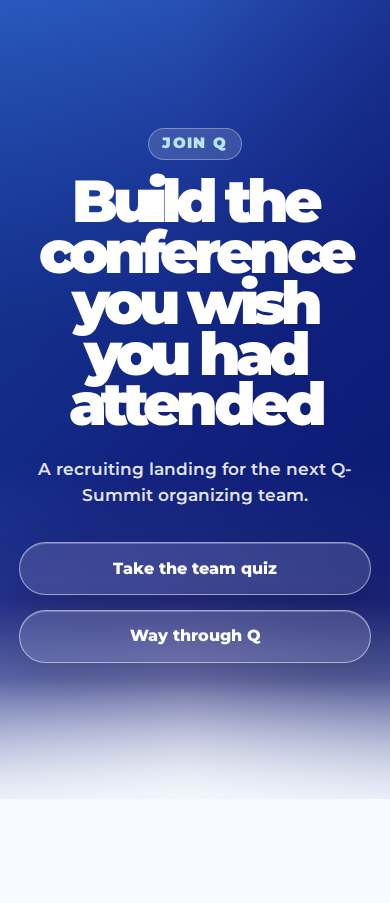 JOIN Q
Build the
conference
you wish
you had
attended
A recruiting landing for the next Q-
Summit organizing team.
Take the team quiz
Way through Q